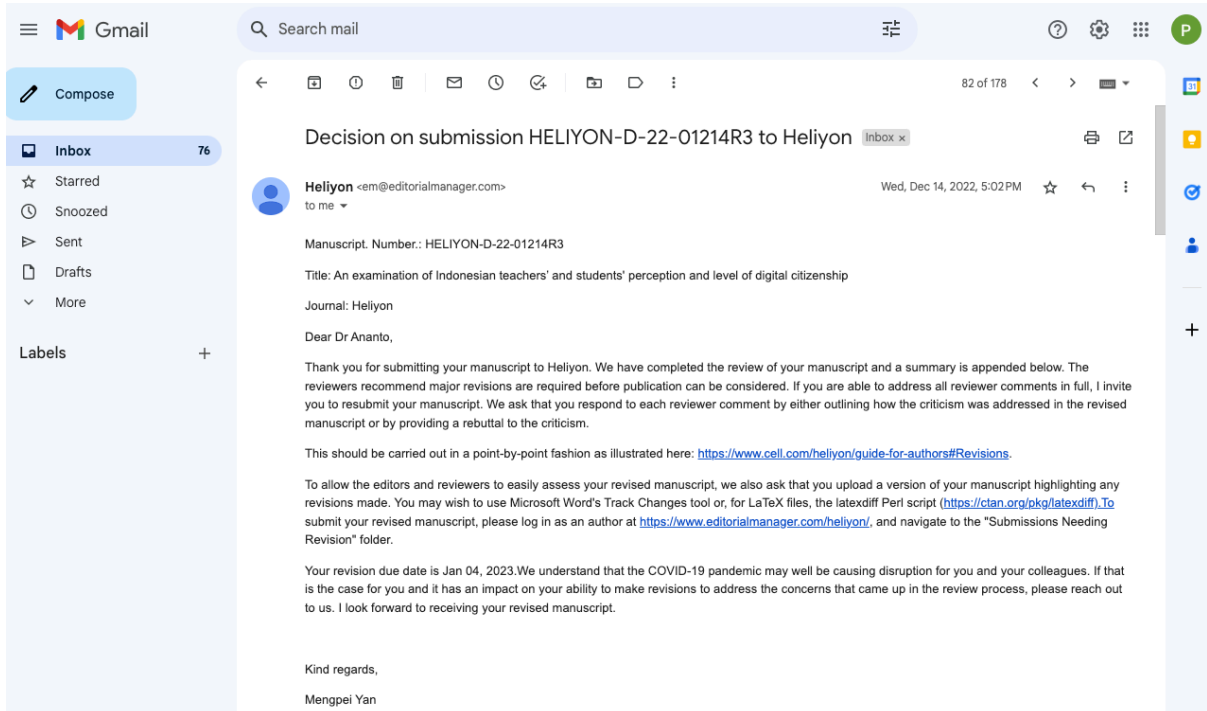 Gmail
Search mail
P
Compose
82 of 178
31
Inbox 76
Starred
Snoozed
Sent
Drafts
More
Labels
Decision on submission HELIYON-D-22-01214R3 to Heliyon Inbox ×
Heliyon <em@editorialmanager.com> Wed, Dec 14, 2022, 5:02 PM
to me
Manuscript. Number.: HELIYON-D-22-01214R3
Title: An examination of Indonesian teachers' and students' perception and level of digital citizenship
Journal: Heliyon
Dear Dr Ananto,
Thank you for submitting your manuscript to Heliyon. We have completed the review of your manuscript and a summary is appended below. The
reviewers recommend major revisions are required before publication can be considered. If you are able to address all reviewer comments in full, I invite
you to resubmit your manuscript. We ask that you respond to each reviewer comment by either outlining how the criticism was addressed in the revised
manuscript or by providing a rebuttal to the criticism.
This should be carried out in a point-by-point fashion as illustrated here: https://www.cell.com/heliyon/guide-for-authors#Revisions.
To allow the editors and reviewers to easily assess your revised manuscript, we also ask that you upload a version of your manuscript highlighting any
revisions made. You may wish to use Microsoft Word's Track Changes tool or, for LaTeX files, the latexdiff Perl script (https://ctan.org/pkg/latexdiff).To
submit your revised manuscript, please log in as an author at https://www.editorialmanager.com/heliyon/, and navigate to the "Submissions Needing
Revision" folder.
Your revision due date is Jan 04, 2023.We understand that the COVID-19 pandemic may well be causing disruption for you and your colleagues. If that
is the case for you and it has an impact on your ability to make revisions to address the concerns that came up in the review process, please reach out
to us. I look forward to receiving your revised manuscript.
Kind regards,
Mengpei Yan